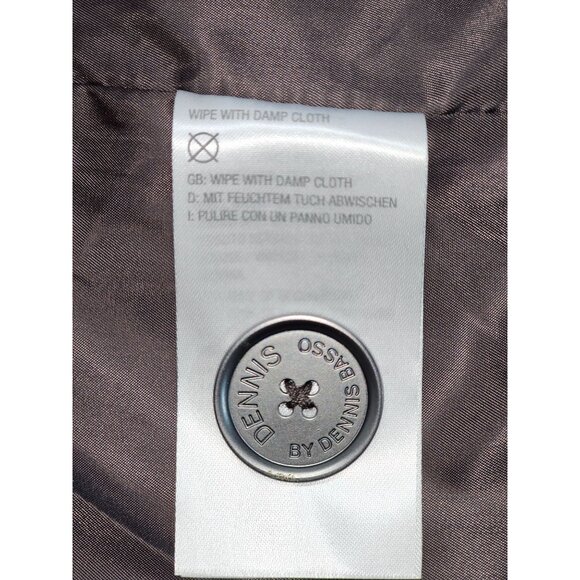 WIPE WITH DAMP CLOTH
GB: WIPE WITH DAMP CLOTH
D: MIT FEUCHTEM TUCH ABWISCHEN
I: PULIRE CON UN PANNO UMIDO
DENNIS
BY DENNIS BASSO